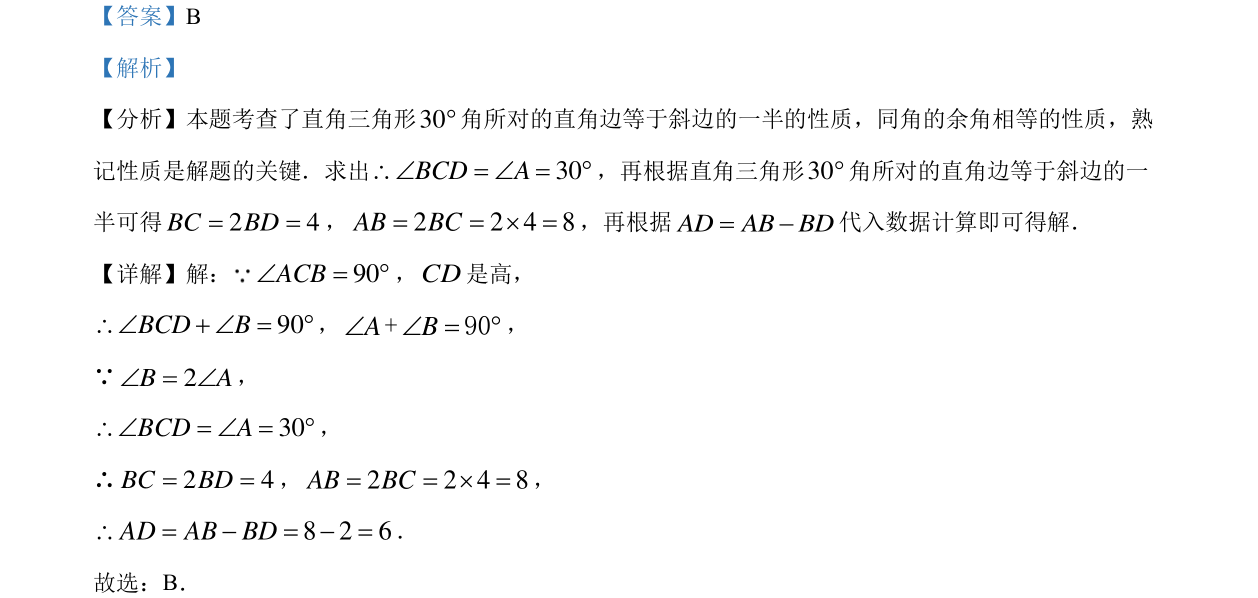 【答案】B
【解析】
【分析】本题考查了直角三角形30°角所对的直角边等于斜边的一半的性质，同角的余角相等的性质，熟
记性质是解题的关键．求出∴∠BCD=∠A=30°，再根据直角三角形30°角所对的直角边等于斜边的一
半可得BC=2BD=4，AB=2BC=2×4=8，再根据AD=AB−BD代入数据计算即可得解．
【详解】解：∵∠ACB=90°，CD是高，
∴∠BCD+∠B=90°，∠A+∠B=90°，
∵∠B=2∠A，
∴∠BCD=∠A=30°，
∴BC=2BD=4，AB=2BC=2×4=8，
∴AD=AB−BD=8−2=6．
故选：B．